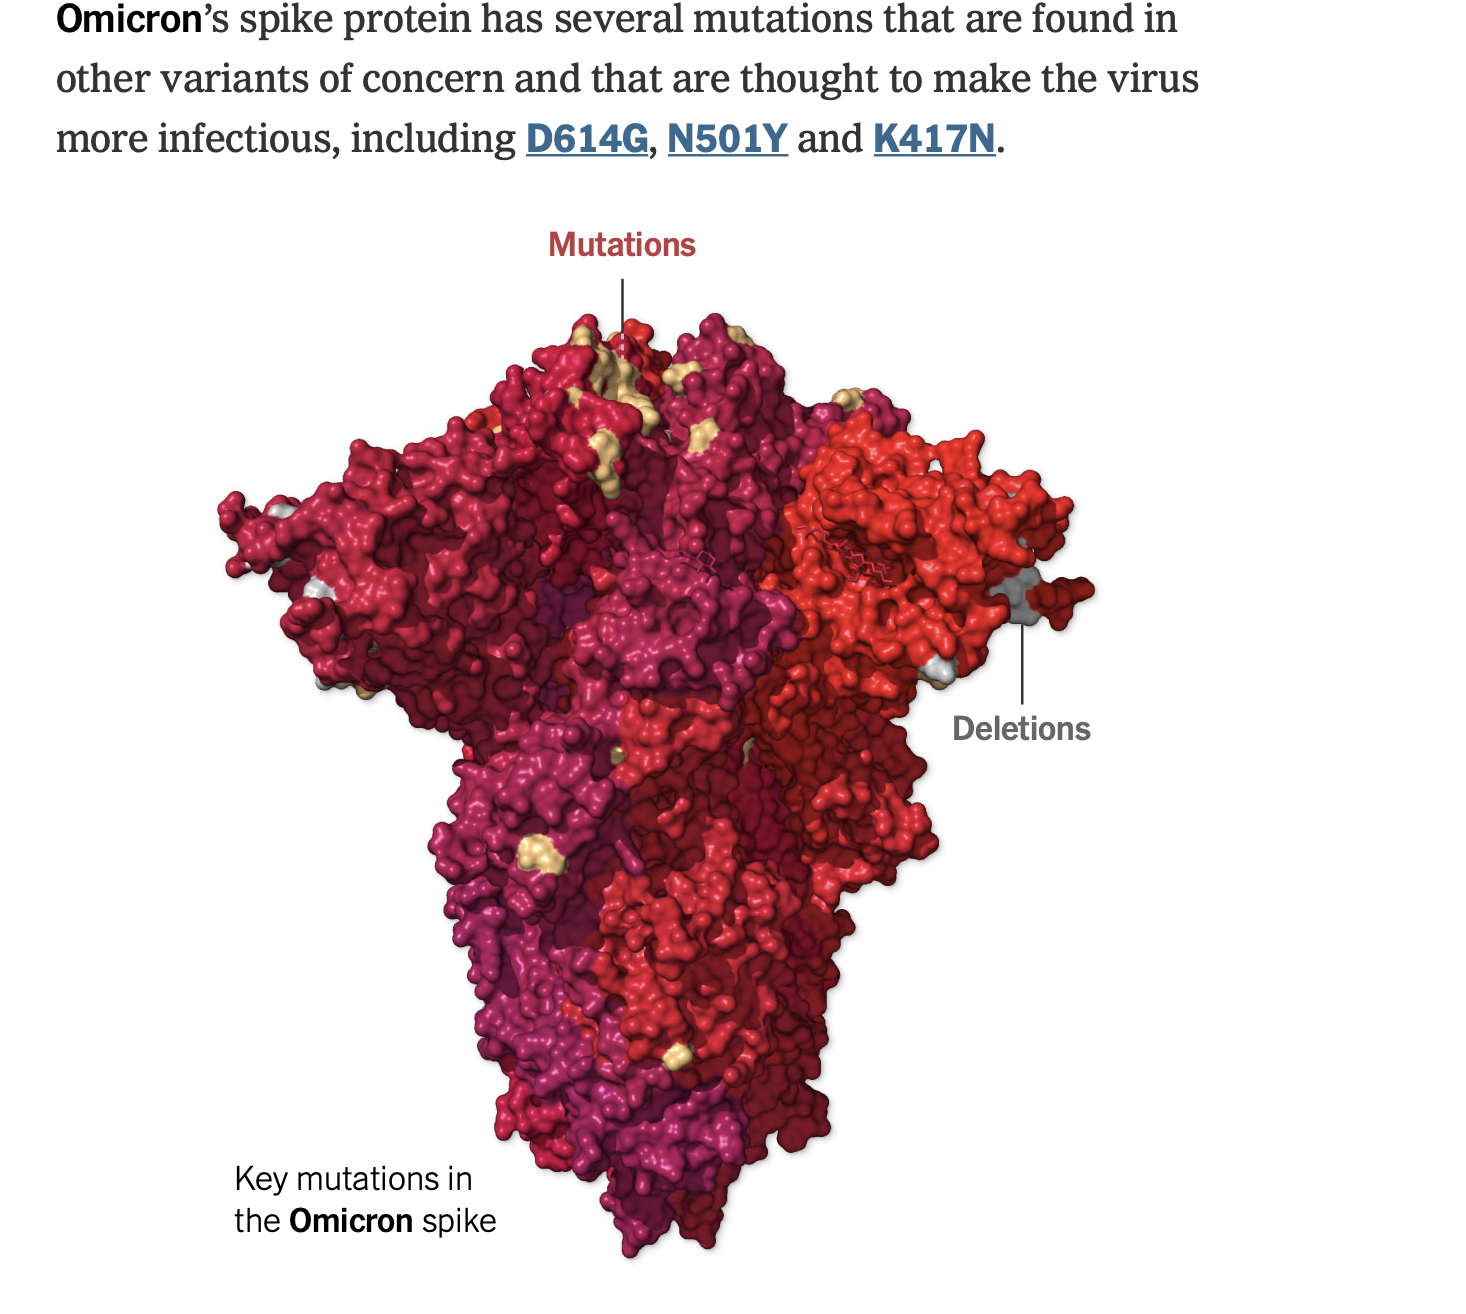 Omicron’s spike protein has several mutations that are found in
other variants of concern and that are thought to make the virus
more infectious, including D614G, N501Y and K417N.
Mutations
Deletions
Key mutations in
the Omicron spike